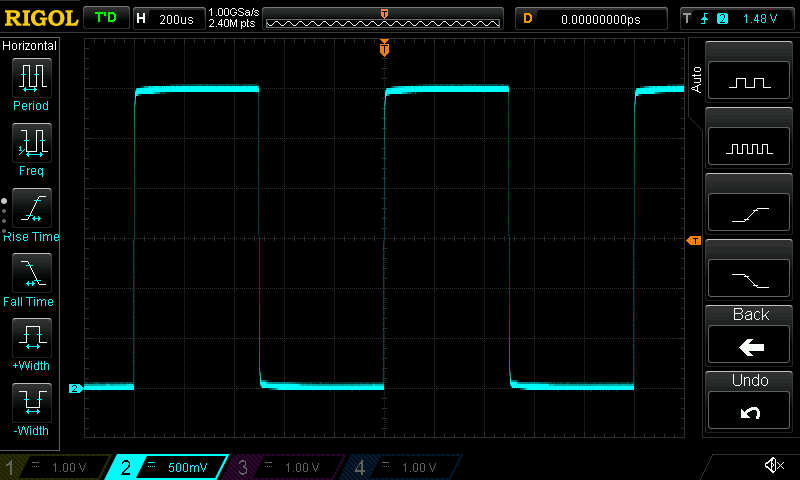 RIGOL T'D H 200us 1.00GSa/s 2.40M pts T D 0.00000000ps T 2 1.48 V
Horizontal
Period
Freq
Rise Time
Fall Time
+Width
-Width
T
T
2
Auto
Back
Undo
1 1.00 V 2 500mV 3 1.00 V 4 1.00 V